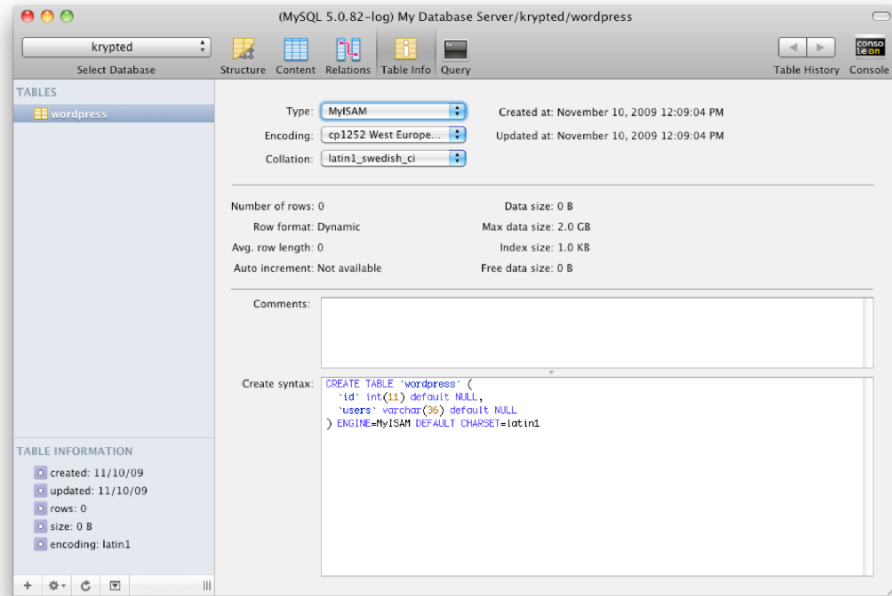 (MySQL 5.0.82-log) My Database Server/krypted/wordpress
krypted
Select Database
Structure Content Relations Table Info Query
Table History Console
conso
le on
TABLES
wordpress
Type: MyISAM
Created at: November 10, 2009 12:09:04 PM
Encoding: cp1252 West Europe...
Updated at: November 10, 2009 12:09:04 PM
Collation: latin1_swedish_ci
Number of rows: 0
Data size: 0 B
Row format: Dynamic
Max data size: 2.0 GB
Avg. row length: 0
Index size: 1.0 KB
Auto increment: Not available
Free data size: 0 B
Comments:
Create syntax:
CREATE TABLE `wordpress` (
`id` int(11) default NULL,
`users` varchar(36) default NULL
) ENGINE=MyISAM DEFAULT CHARSET=latin1
TABLE INFORMATION
created: 11/10/09
updated: 11/10/09
rows: 0
size: 0 B
encoding: latin1